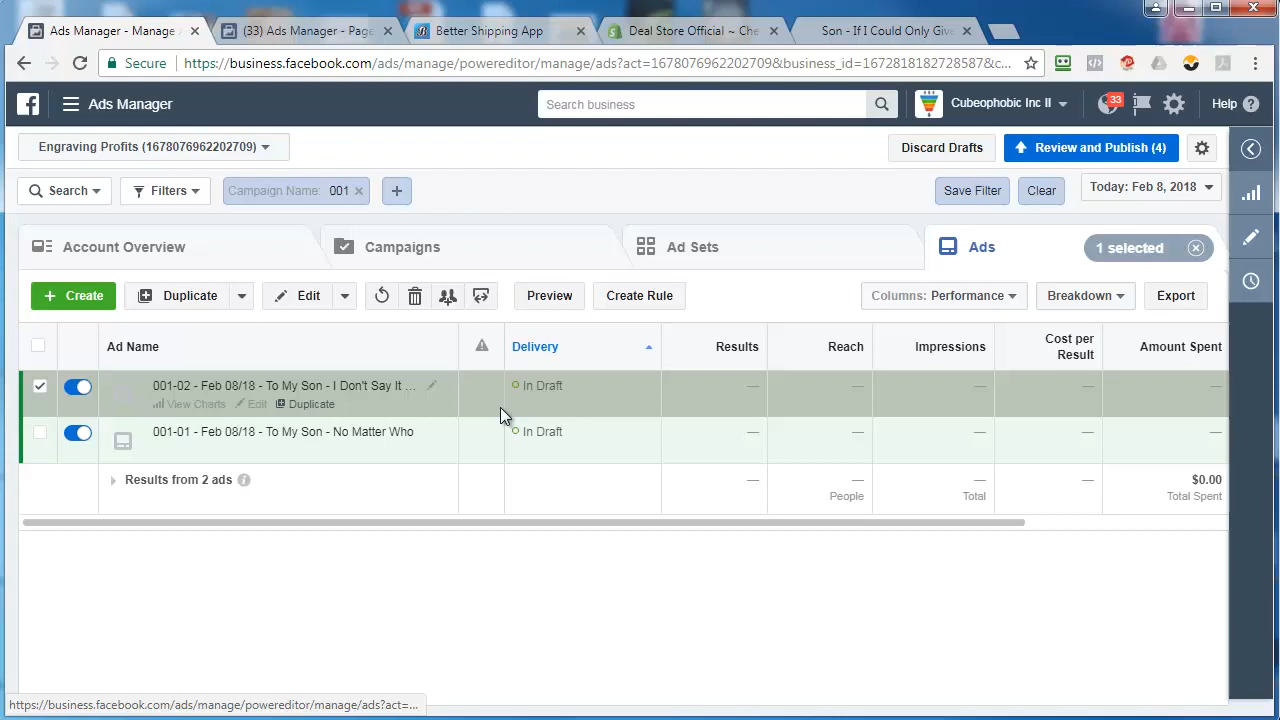 Ads Manager - Manage
(33) Ads Manager - Page
Better Shipping App
Deal Store Official ~ Che
Son - If I Could Only Give
Secure
https://business.facebook.com/ads/manage/powereditor/manage/ads?act=1678076962202709&business_id=1672818182728587&c...
Ads Manager
Search business
Cubeophobic Inc II
33
Help
Engraving Profits (1678076962202709)
Discard Drafts
Review and Publish (4)
Search
Filters
Campaign Name: 001
+
Save Filter
Clear
Today: Feb 8, 2018
Account Overview
Campaigns
Ad Sets
Ads
1 selected
+ Create
Duplicate
Edit
Preview
Create Rule
Columns: Performance
Breakdown
Export
Ad Name
Delivery
Results
Reach
Impressions
Cost per
Result
Amount Spent
001-02 - Feb 08/18 - To My Son - I Don't Say It ...
In Draft
— — — — —
View Charts
Edit
Duplicate
001-01 - Feb 08/18 - To My Son - No Matter Who
In Draft
— — — — —
Results from 2 ads
— — — — $0.00
People
Total
Total Spent
https://business.facebook.com/ads/manage/powereditor/manage/ads?act=...